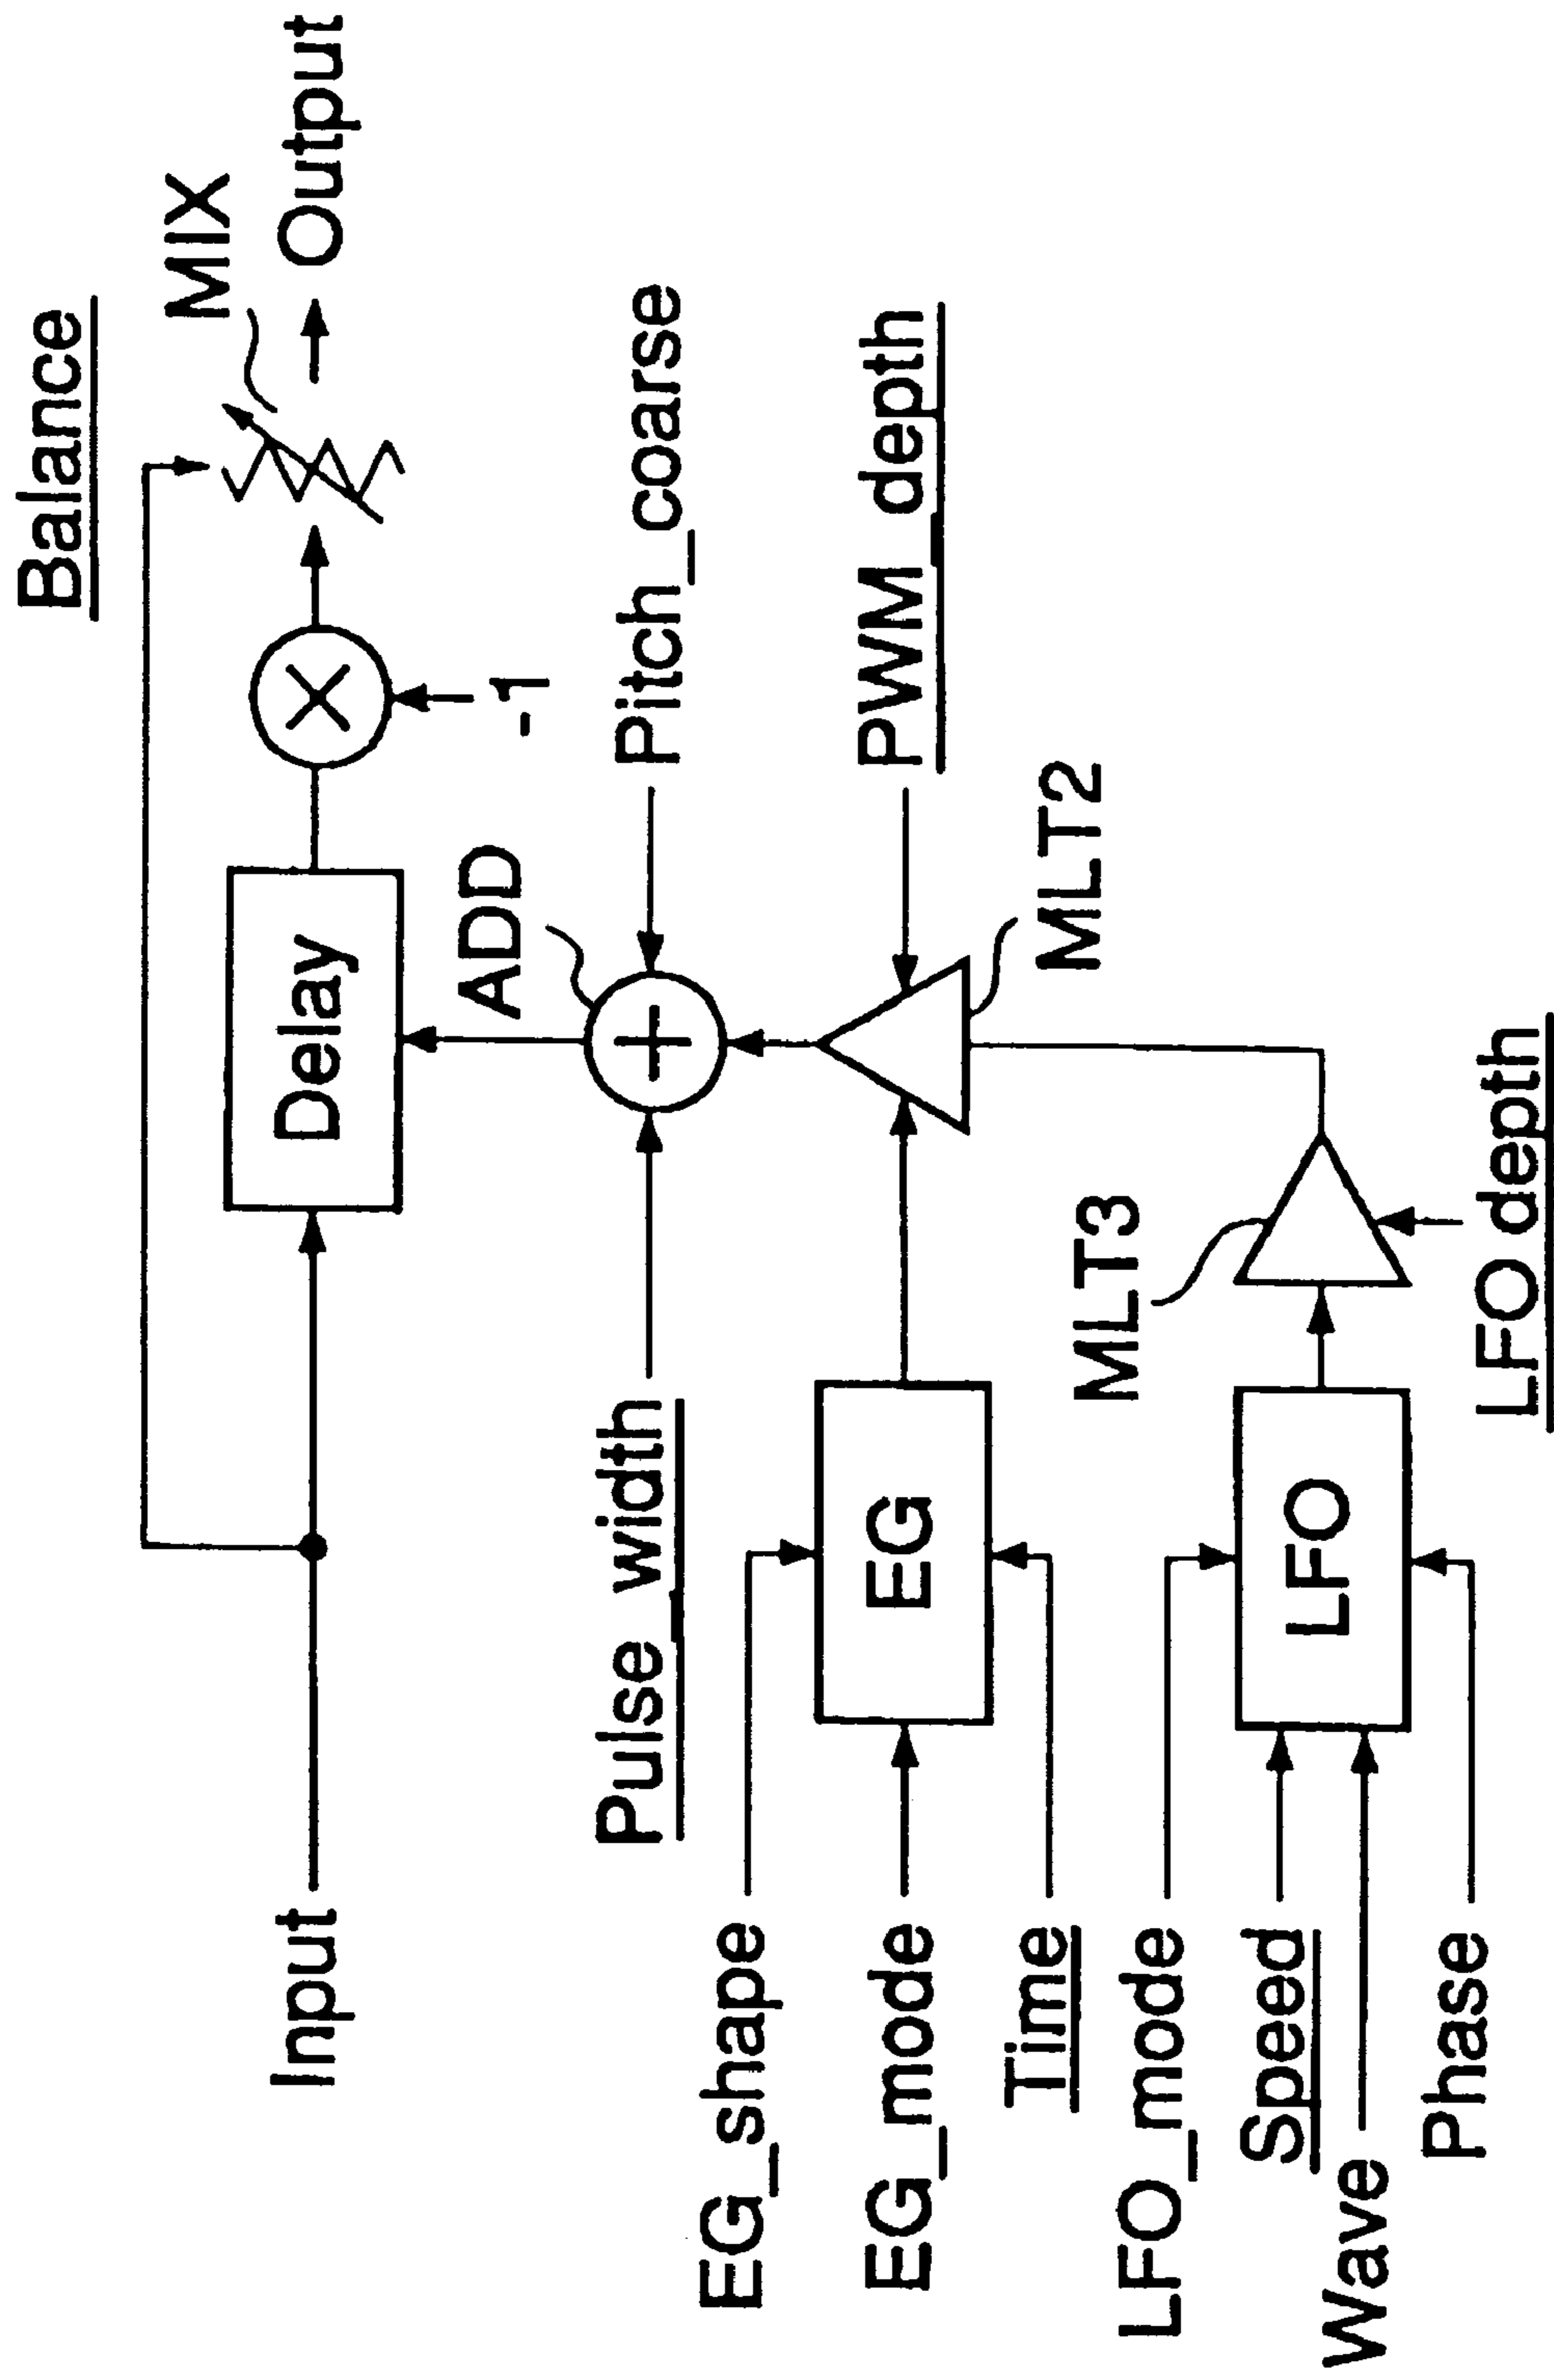 Balance
MIX
Input
Delay
Output
-1
ADD
Pulse_width
Pitch_coarse
EG_shape
EG_mode
EG
PWM_depth
Time
MLT2
MLT3
LFO_mode
Speed
LFO
Wave
Phase
LFO depth